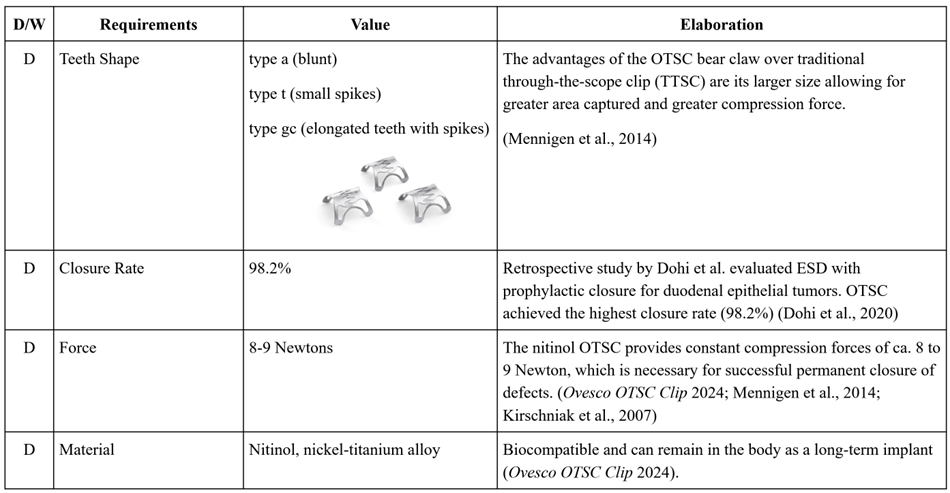 D/W Requirements Value Elaboration
D Teeth Shape type a (blunt) The advantages of the OTSC bear claw over traditional
through-the-scope clip (TTSC) are its larger size allowing for
type t (small spikes)
greater area captured and greater compression force.
type gc (elongated teeth with spikes)
(Mennigen et al., 2014)
D Closure Rate 98.2% Retrospective study by Dohi et al. evaluated ESD with
prophylactic closure for duodenal epithelial tumors. OTSC
achieved the highest closure rate (98.2%) (Dohi et al., 2020)
D Force 8-9 Newtons The nitinol OTSC provides constant compression forces of ca. 8 to
9 Newton, which is necessary for successful permanent closure of
defects. (Ovesco OTSC Clip 2024; Mennigen et al., 2014;
Kirschniak et al., 2007)
D Material Nitinol, nickel-titanium alloy Biocompatible and can remain in the body as a long-term implant
(Ovesco OTSC Clip 2024).